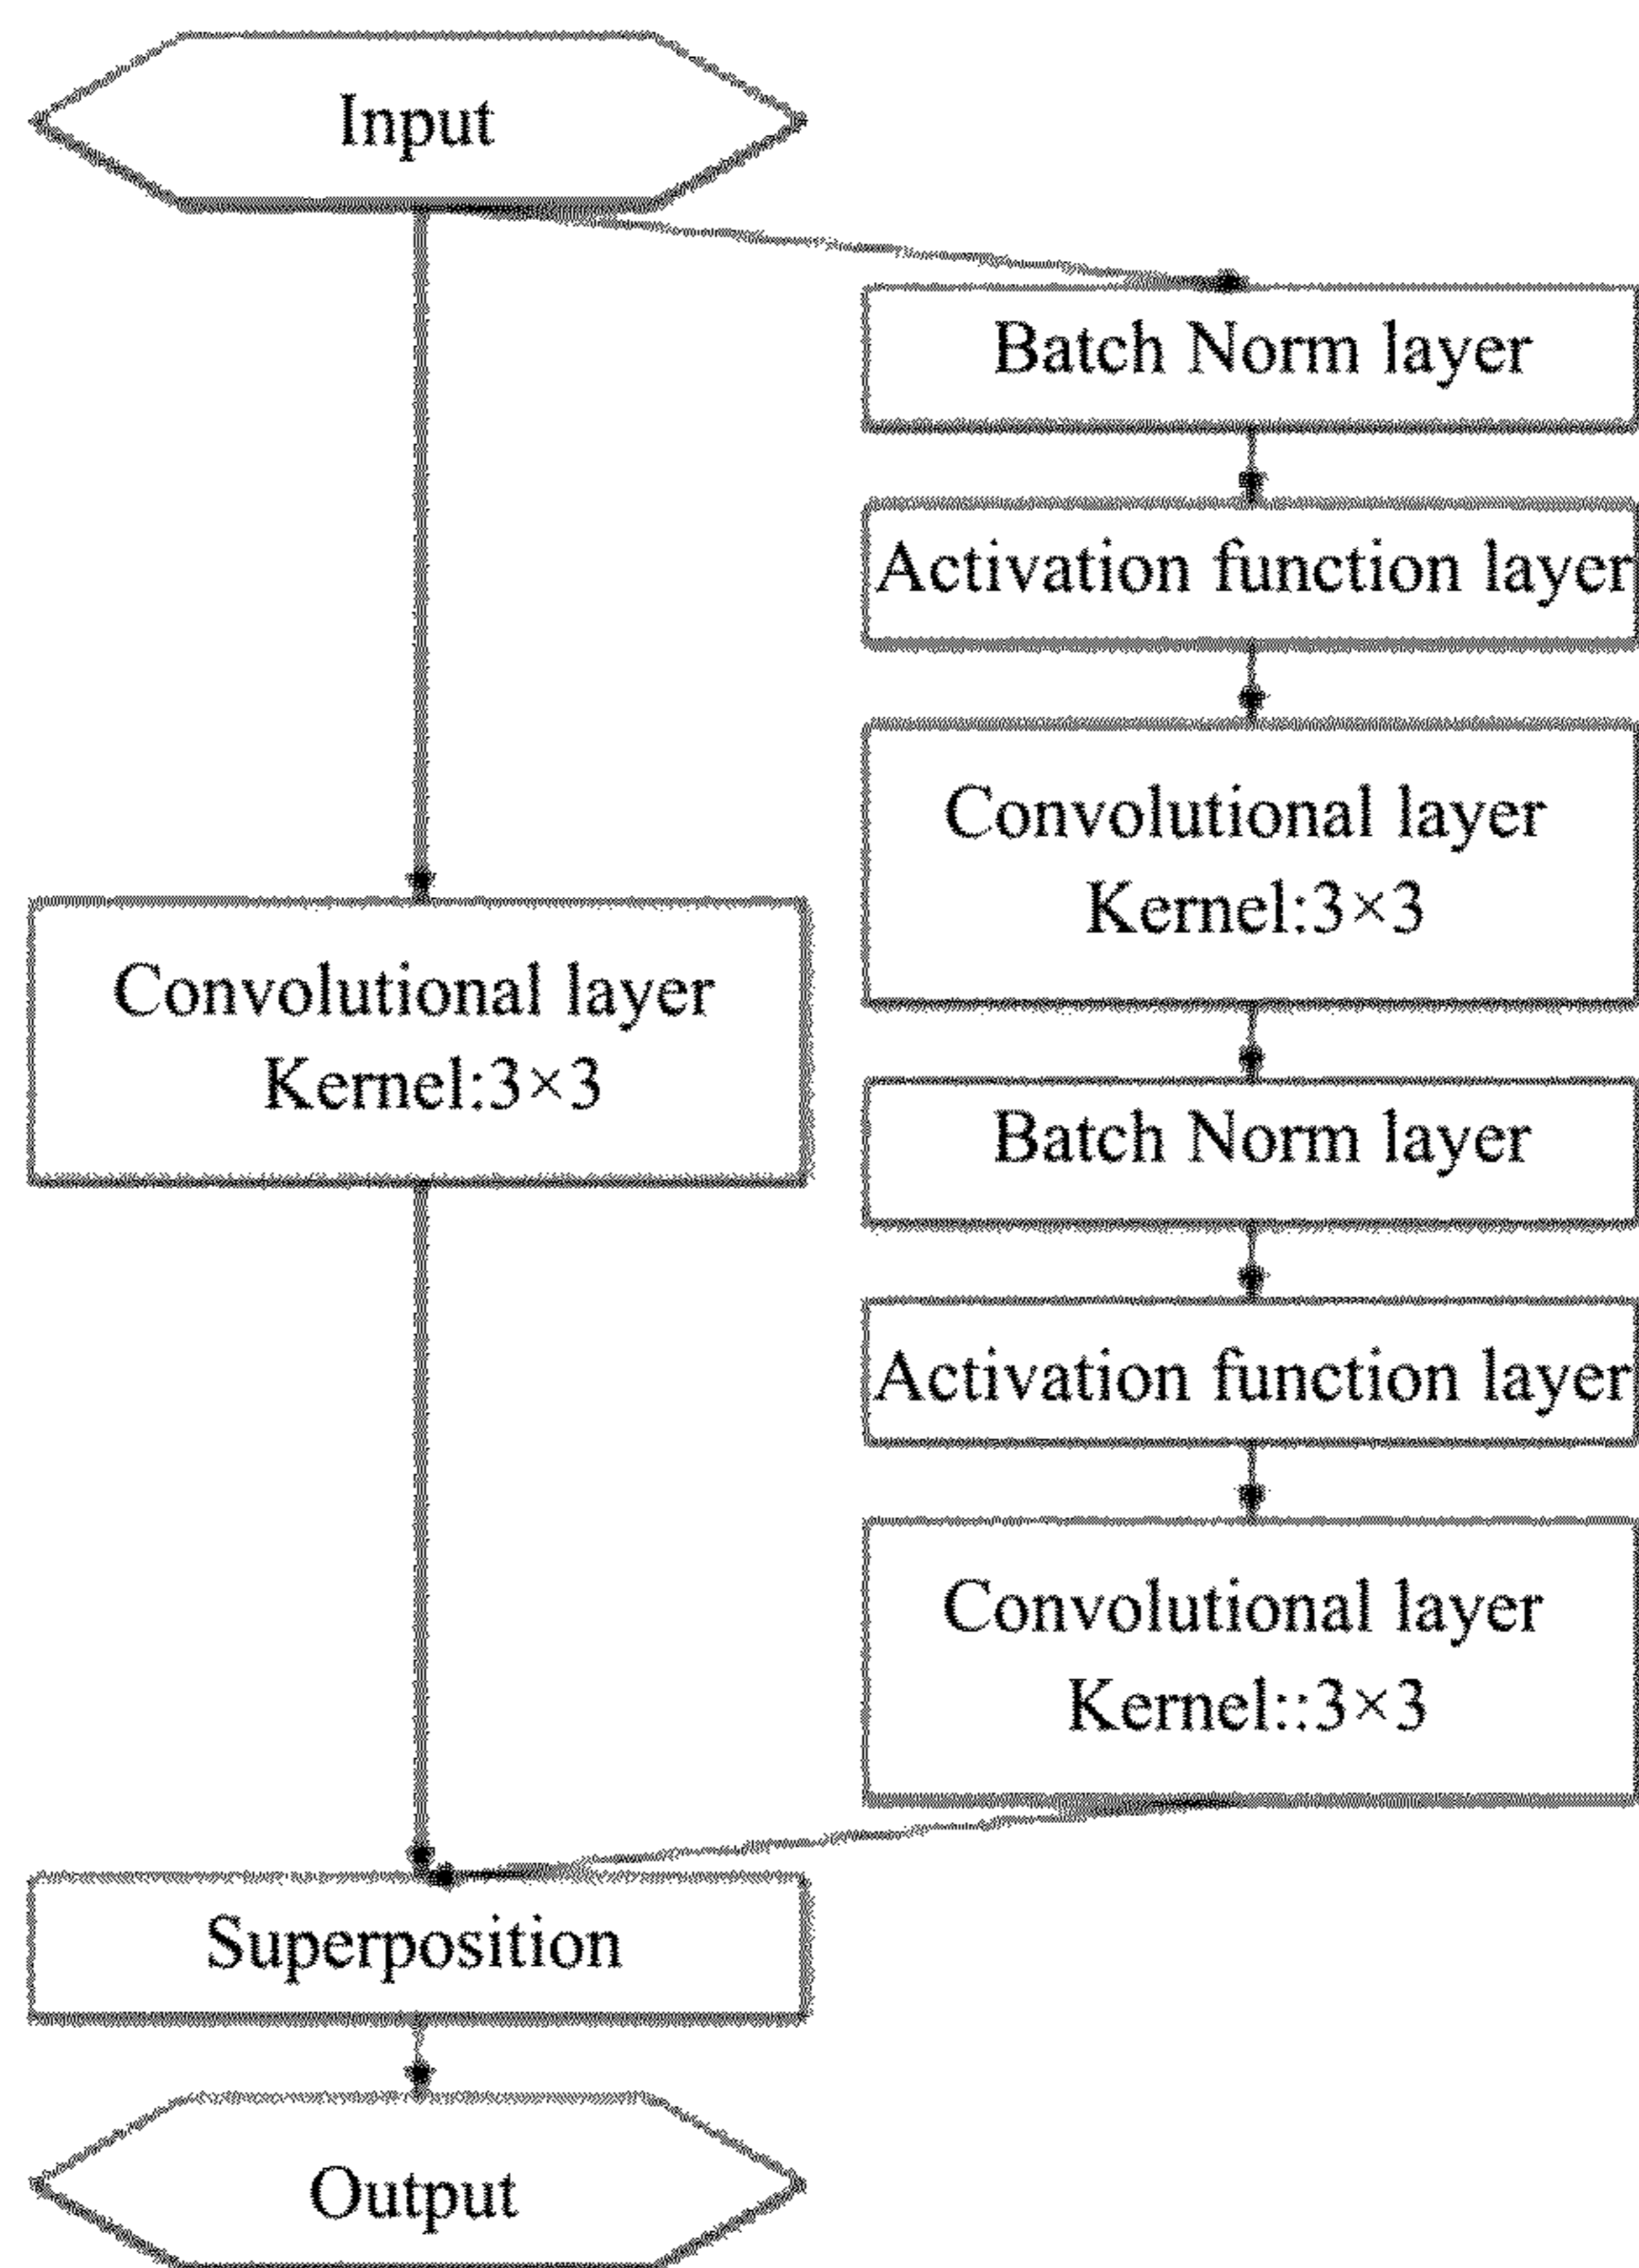 Input
Batch Norm layer
Activation function layer
Convolutional layer
Kernel:3×3
Convolutional layer
Kernel:3×3
Batch Norm layer
Activation function layer
Convolutional layer
Kernel::3×3
Superposition
Output